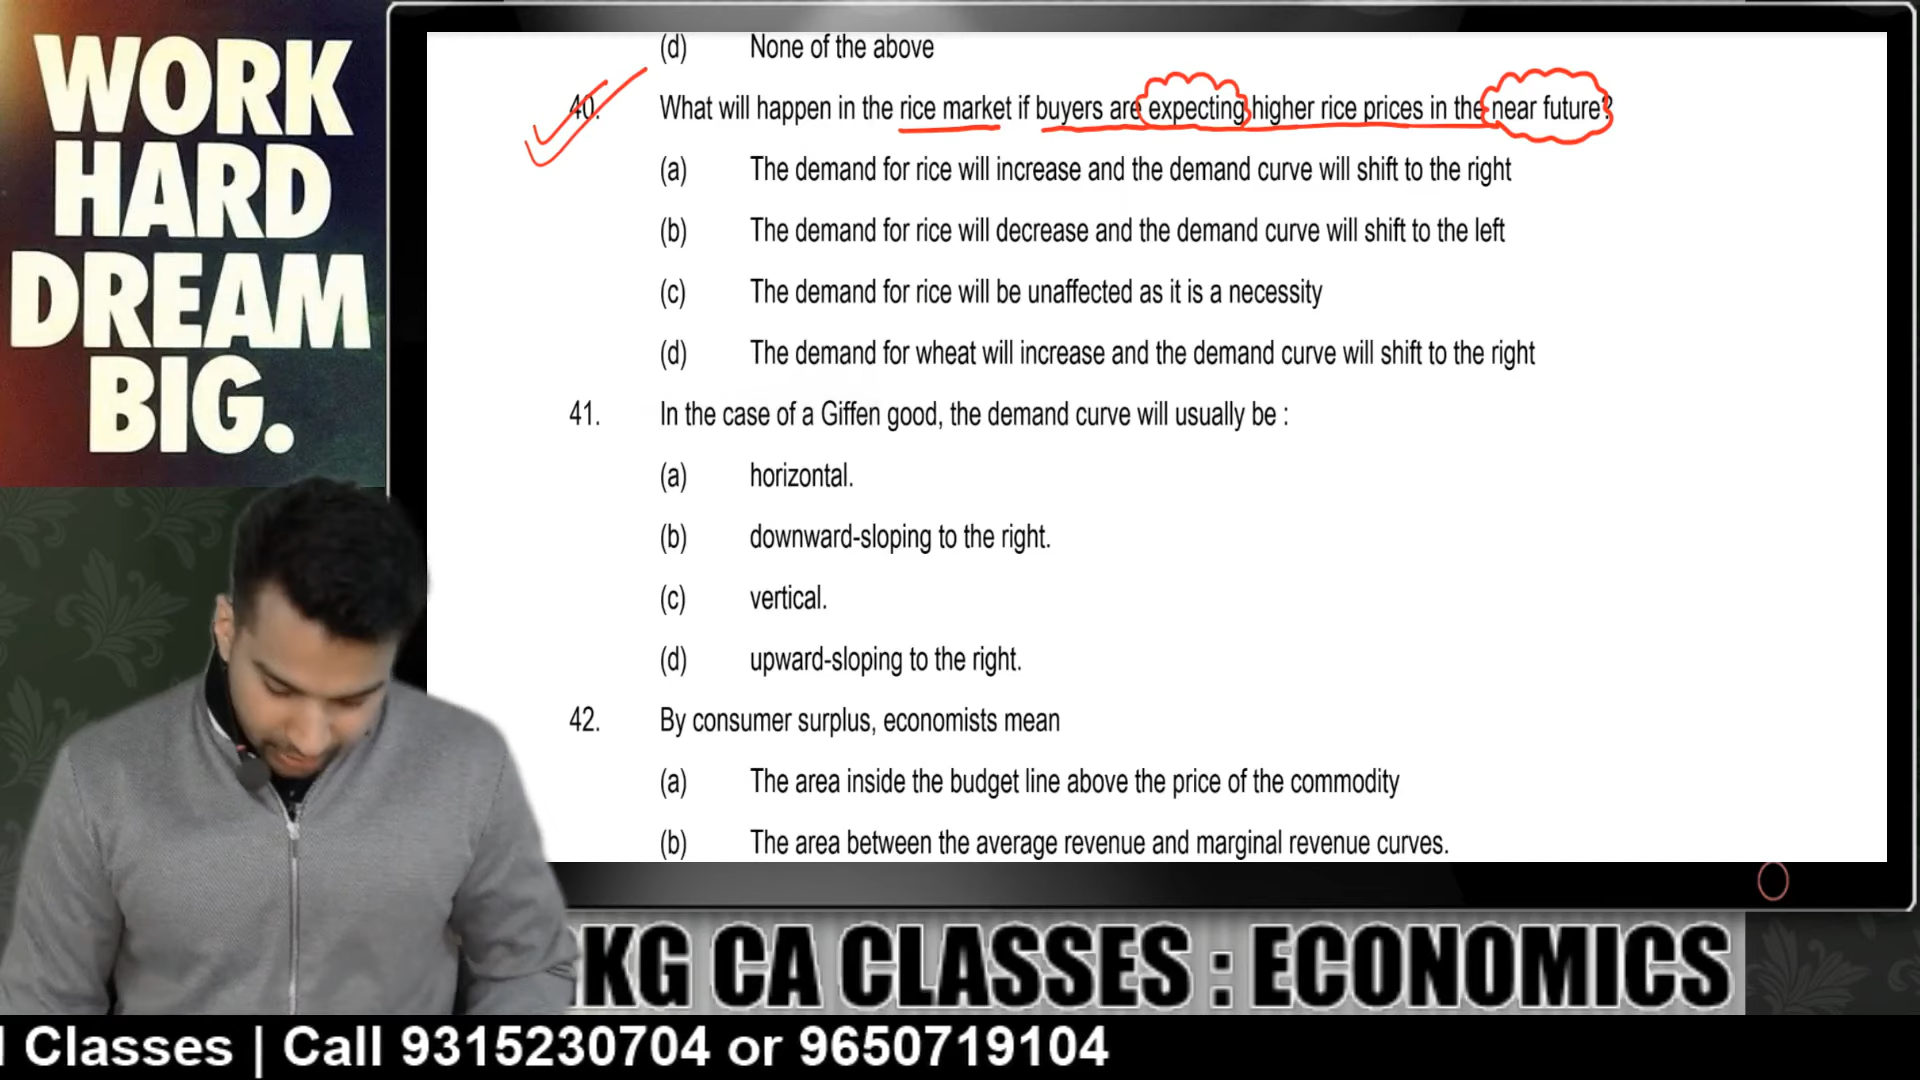 WORK
HARD
DREAM
BIG.
(d) None of the above
40. What will happen in the rice market if buyers are expecting higher rice prices in the near future?
(a) The demand for rice will increase and the demand curve will shift to the right
(b) The demand for rice will decrease and the demand curve will shift to the left
(c) The demand for rice will be unaffected as it is a necessity
(d) The demand for wheat will increase and the demand curve will shift to the right
41. In the case of a Giffen good, the demand curve will usually be :
(a) horizontal.
(b) downward-sloping to the right.
(c) vertical.
(d) upward-sloping to the right.
42. By consumer surplus, economists mean
(a) The area inside the budget line above the price of the commodity
(b) The area between the average revenue and marginal revenue curves.
KG CA CLASSES : ECONOMICS
Classes | Call 9315230704 or 9650719104